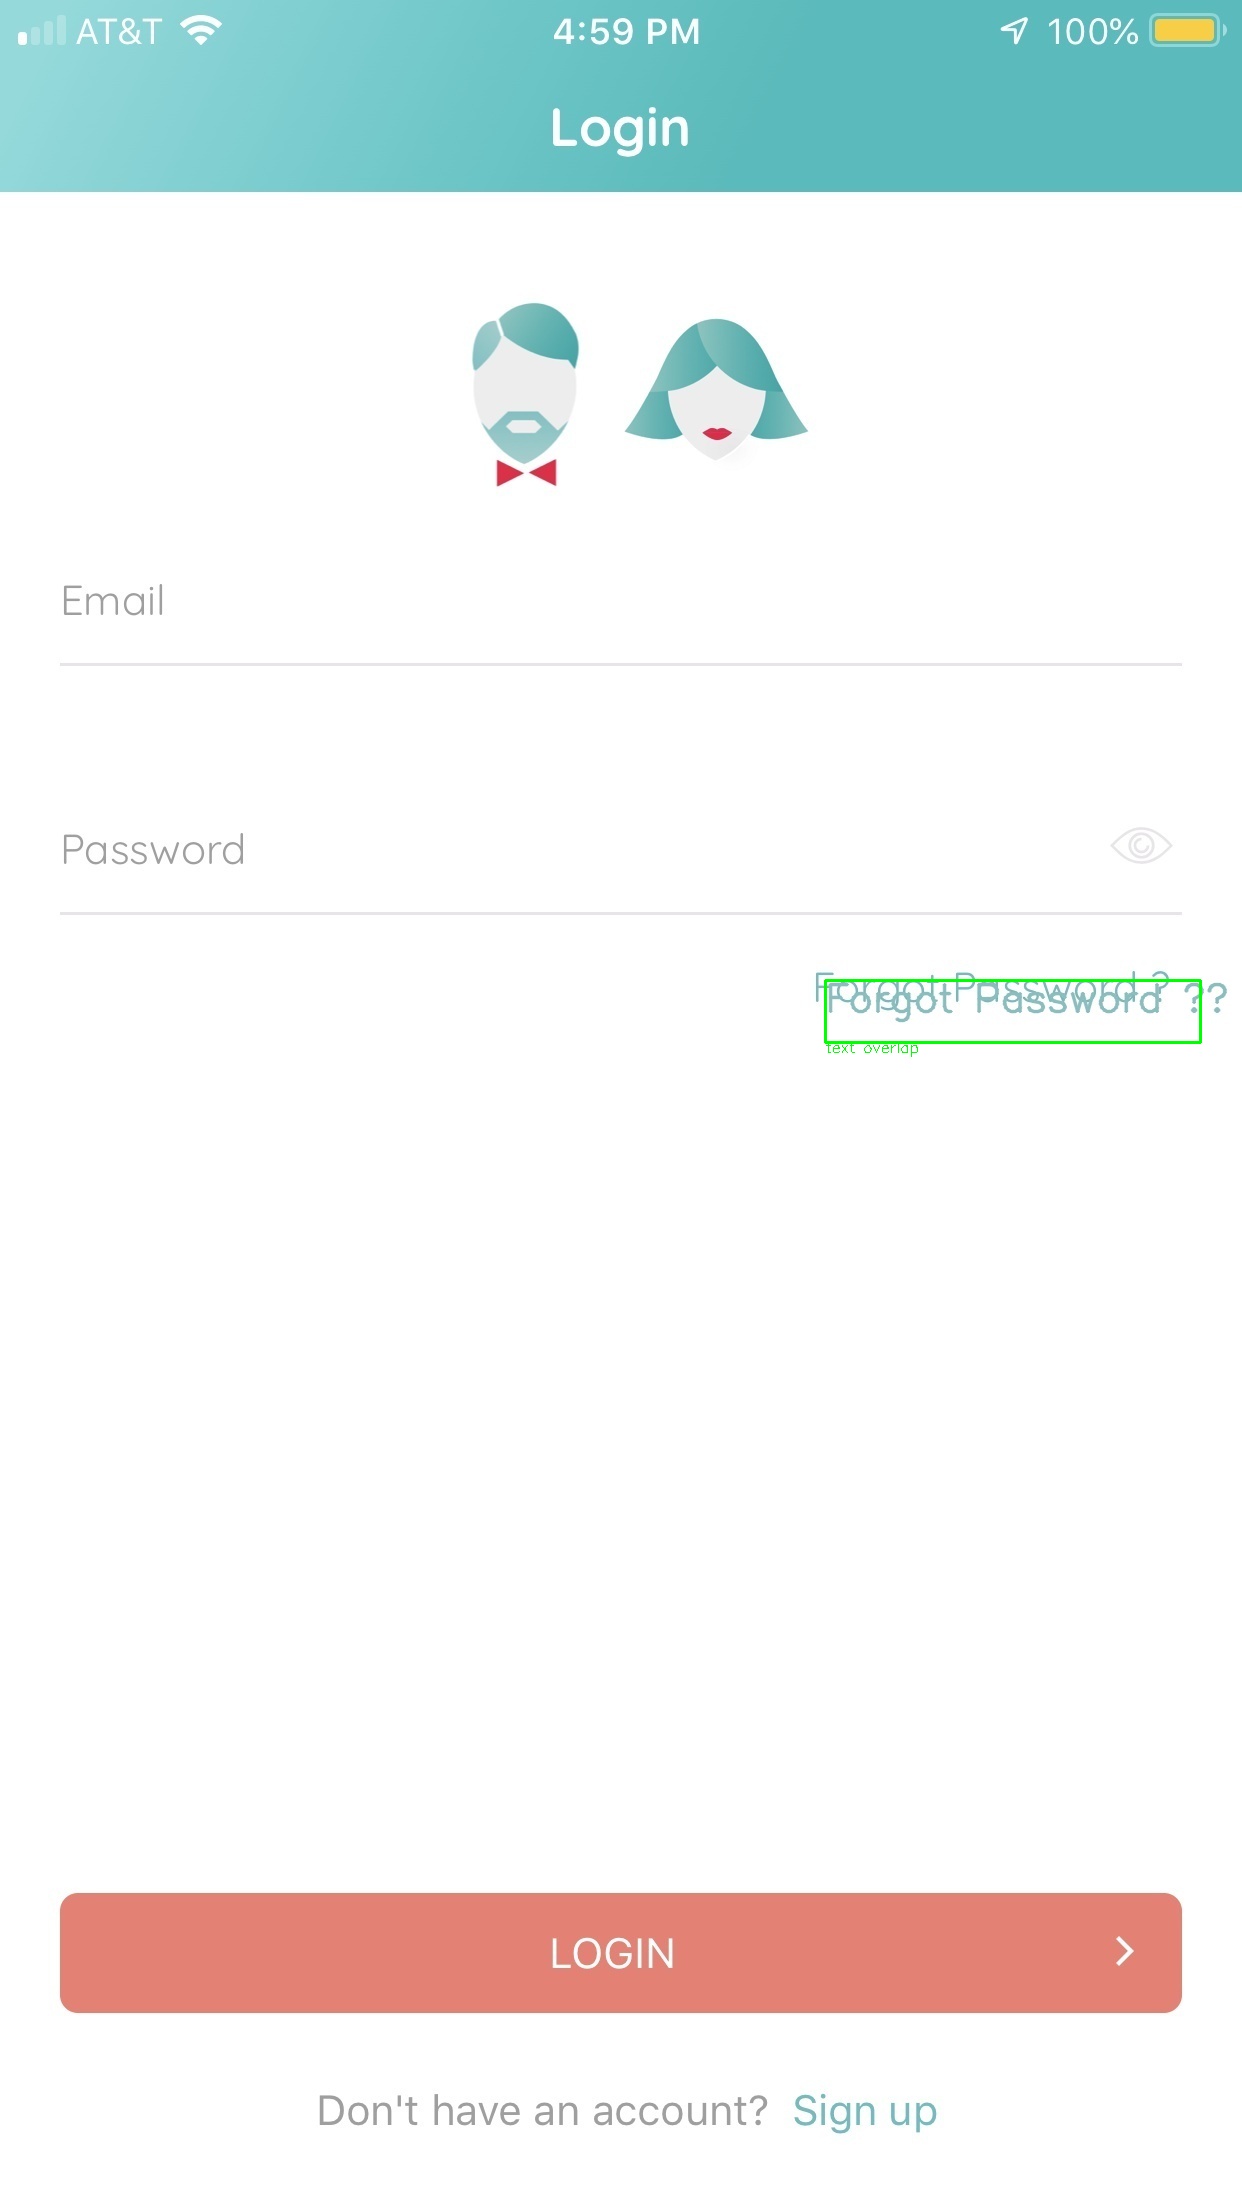 AT&T 4:59 PM 100%
Login
Email
Password
Forgot Password ?
Forgot Password ??
text overlap
LOGIN
Don't have an account? Sign up